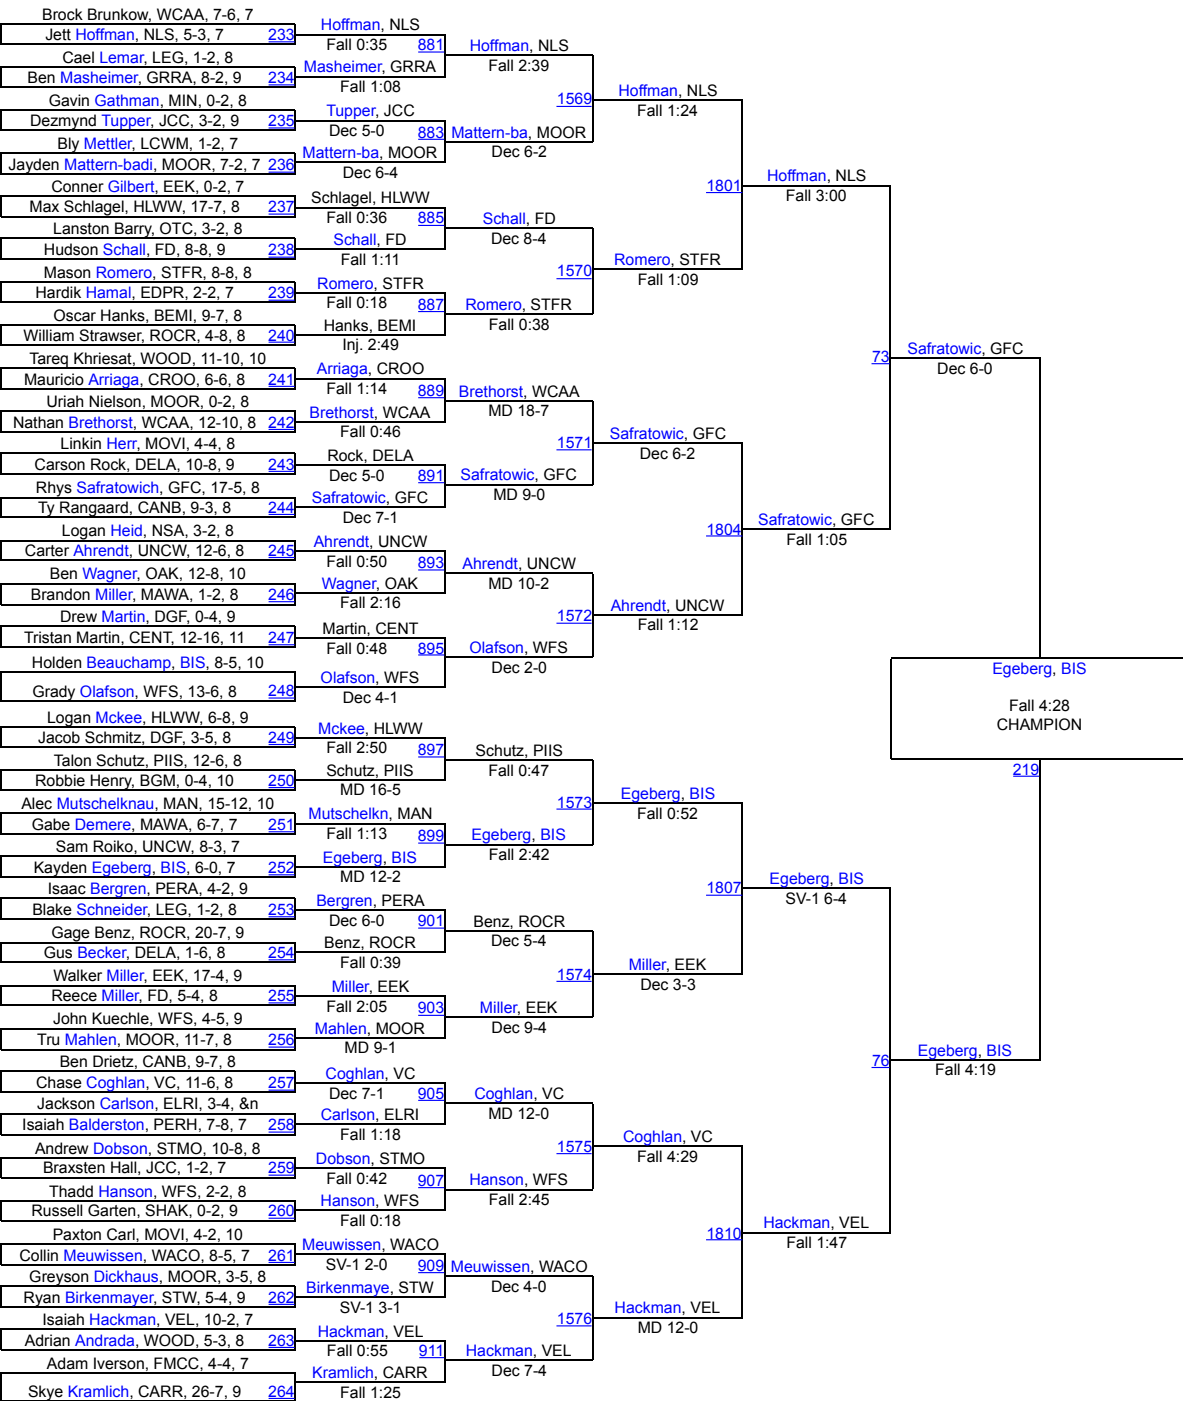 Brock Brunkow, WCAA, 7-6, 7
Jett Hoffman, NLS, 5-3, 7 233
Cael Lemar, LEG, 1-2, 8
Ben Masheimer, GRRA, 8-2, 9 234
Gavin Gathman, MIN, 0-2, 8
Dezmynd Tupper, JCC, 3-2, 9 235
Bly Mettler, LCWM, 1-2, 7
Jayden Mattern-badi, MOOR, 7-2, 7 236
Conner Gilbert, EEK, 0-2, 7
Max Schlagel, HLWW, 17-7, 8 237
Lanston Barry, OTC, 3-2, 8
Hudson Schall, FD, 8-8, 9 238
Mason Romero, STFR, 8-8, 8
Hardik Hamal, EDPR, 2-2, 7 239
Oscar Hanks, BEMI, 9-7, 8
William Strawser, ROCR, 4-8, 8 240
Tareq Khriesat, WOOD, 11-10, 10
Mauricio Arriaga, CROO, 6-6, 8 241
Uriah Nielson, MOOR, 0-2, 8
Nathan Brethorst, WCAA, 12-10, 8 242
Linkin Herr, MOVI, 4-4, 8
Carson Rock, DELA, 10-8, 9 243
Rhys Safratowich, GFC, 17-5, 8
Ty Rangaard, CANB, 9-3, 8 244
Logan Heid, NSA, 3-2, 8
Carter Ahrendt, UNCW, 12-6, 8 245
Ben Wagner, OAK, 12-8, 10
Brandon Miller, MAWA, 1-2, 8 246
Drew Martin, DGF, 0-4, 9
Tristan Martin, CENT, 12-16, 11 247
Holden Beauchamp, BIS, 8-5, 10
Grady Olafson, WFS, 13-6, 8 248
Logan Mckee, HLWW, 6-8, 9
Jacob Schmitz, DGF, 3-5, 8 249
Talon Schutz, PIIS, 12-6, 8
Robbie Henry, BGM, 0-4, 10 250
Alec Mutschelknau, MAN, 15-12, 10
Gabe Demere, MAWA, 6-7, 7 251
Sam Roiko, UNCW, 8-3, 7
Kayden Egeberg, BIS, 6-0, 7 252
Isaac Bergren, PERA, 4-2, 9
Blake Schneider, LEG, 1-2, 8 253
Gage Benz, ROCR, 20-7, 9
Gus Becker, DELA, 1-6, 8 254
Walker Miller, EEK, 17-4, 9
Reece Miller, FD, 5-4, 8 255
John Kuechle, WFS, 4-5, 9
Tru Mahlen, MOOR, 11-7, 8 256
Ben Drietz, CANB, 9-7, 8
Chase Coghlan, VC, 11-6, 8 257
Jackson Carlson, ELRI, 3-4, &n
Isaiah Balderston, PERH, 7-8, 7 258
Andrew Dobson, STMO, 10-8, 8
Braxsten Hall, JCC, 1-2, 7 259
Thadd Hanson, WFS, 2-2, 8
Russell Garten, SHAK, 0-2, 9 260
Paxton Carl, MOVI, 4-2, 10
Collin Meuwissen, WACO, 8-5, 7 261
Greyson Dickhaus, MOOR, 3-5, 8
Ryan Birkenmayer, STW, 5-4, 9 262
Isaiah Hackman, VEL, 10-2, 7
Adrian Andrada, WOOD, 5-3, 8 263
Adam Iverson, FMCC, 4-4, 7
Skye Kramlich, CARR, 26-7, 9 264
Hoffman, NLS
Fall 0:35 881
Masheimer, GRRA
Fall 1:08
Tupper, JCC
Dec 5-0 883
Mattern-ba, MOOR
Dec 6-4
Schlagel, HLWW
Fall 0:36 885
Schall, FD
Fall 1:11
Romero, STFR
Fall 0:18 887
Hanks, BEMI
Inj. 2:49
Arriaga, CROO
Fall 1:14 889
Brethorst, WCAA
Fall 0:46
Rock, DELA
Dec 5-0 891
Safratowic, GFC
Dec 7-1
Ahrendt, UNCW
Fall 0:50 893
Wagner, OAK
Fall 2:16
Martin, CENT
Fall 0:48 895
Olafson, WFS
Dec 4-1
Mckee, HLWW
Fall 2:50 897
Schutz, PIIS
MD 16-5
Mutschelkn, MAN
Fall 1:13 899
Egeberg, BIS
MD 12-2
Bergren, PERA
Dec 6-0 901
Benz, ROCR
Fall 0:39
Miller, EEK
Fall 2:05 903
Mahlen, MOOR
MD 9-1
Coghlan, VC
Dec 7-1 905
Carlson, ELRI
Fall 1:18
Dobson, STMO
Fall 0:42 907
Hanson, WFS
Fall 0:18
Meuwissen, WACO
SV-1 2-0 909
Birkenmaye, STW
SV-1 3-1
Hackman, VEL
Fall 0:55 911
Kramlich, CARR
Fall 1:25
Hoffman, NLS
Fall 2:39
1569
Mattern-ba, MOOR
Dec 6-2
Schall, FD
Dec 8-4
1570
Romero, STFR
Fall 0:38
Brethorst, WCAA
MD 18-7
1571
Safratowic, GFC
MD 9-0
Ahrendt, UNCW
MD 10-2
1572
Olafson, WFS
Dec 2-0
Schutz, PIIS
Fall 0:47
1573
Egeberg, BIS
Fall 2:42
Benz, ROCR
Dec 5-4
1574
Miller, EEK
Dec 9-4
Coghlan, VC
MD 12-0
1575
Hanson, WFS
Fall 2:45
Meuwissen, WACO
Dec 4-0
1576
Hackman, VEL
Dec 7-4
Hoffman, NLS
Fall 1:24
1801
Romero, STFR
Fall 1:09
Safratowic, GFC
Dec 6-2
1804
Ahrendt, UNCW
Fall 1:12
Egeberg, BIS
Fall 0:52
1807
Miller, EEK
Dec 3-3
Coghlan, VC
Fall 4:29
1810
Hackman, VEL
MD 12-0
Hoffman, NLS
Fall 3:00
73
Safratowic, GFC
Fall 1:05
Egeberg, BIS
SV-1 6-4
76
Hackman, VEL
Fall 1:47
Safratowic, GFC
Dec 6-0
Egeberg, BIS
Fall 4:19
Egeberg, BIS
Fall 4:28
CHAMPION
219